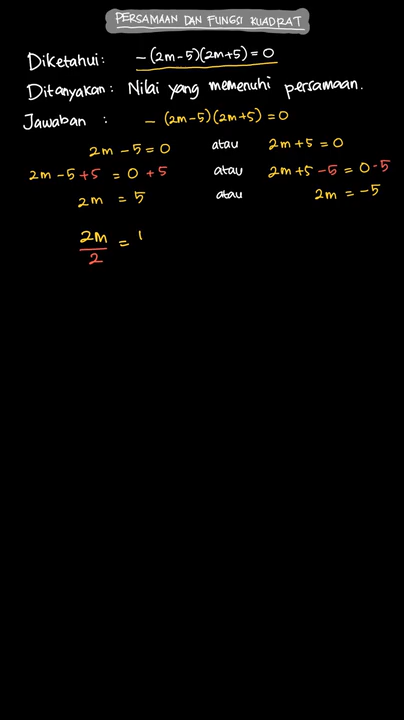 PERSAMAAN DAN FUNGSI KUADRAT
Diketahui: -(2m-5)(2m+5)=0
Ditanyakan: Nilai yang memenuhi persamaan.
Jawaban : -(2m-5)(2m+5)=0
2m-5=0 atau 2m+5=0
2m-5+5=0+5 atau 2m+5-5=0-5
2m=5 atau 2m=-5
2m/2 =